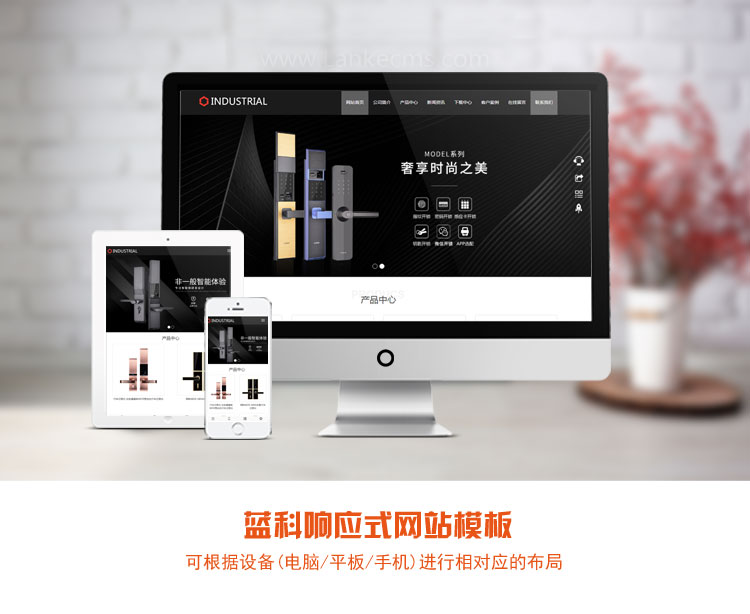 www.Lankecms.com
INDUSTRIAL
网站首页 公司简介 产品中心 新闻资讯 下载中心 客户案例 在线留言 联系我们
MODEL系列
奢享时尚之美
指纹开锁 密码开锁 感应卡开锁
钥匙开锁 微信开锁 APP选配
产品中心
INDUSTRIAL
非一般智能体验
产品中心
INDUSTRIAL
非一般智能体验
产品中心
蓝科响应式网站模板
可根据设备(电脑/平板/手机)进行相对应的布局